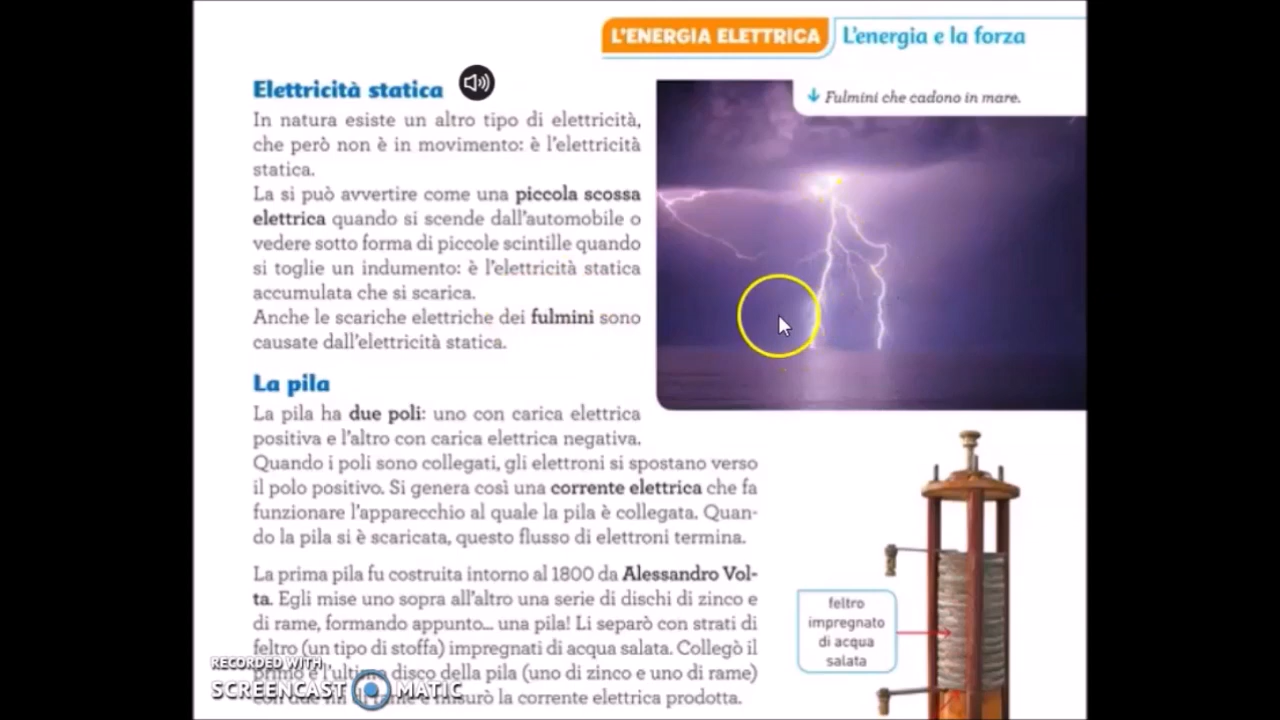 L'ENERGIA ELETTRICA L'energia e la forza
Elettricità statica
In natura esiste un altro tipo di elettricità,
che però non è in movimento: è l'elettricità
statica.
La si può avvertire come una piccola scossa
elettrica quando si scende dall'automobile o
vedere sotto forma di piccole scintille quando
si toglie un indumento: è l'elettricità statica
accumulata che si scarica.
Anche le scariche elettriche dei fulmini sono
causate dall'elettricità statica.
Fulmini che cadono in mare.
La pila
La pila ha due poli: uno con carica elettrica
positiva e l'altro con carica elettrica negativa.
Quando i poli sono collegati, gli elettroni si spostano verso
il polo positivo. Si genera così una corrente elettrica che fa
funzionare l'apparecchio al quale la pila è collegata. Quan-
do la pila si è scaricata, questo flusso di elettroni termina.
La prima pila fu costruita intorno al 1800 da Alessandro Vol-
ta. Egli mise uno sopra all'altro una serie di dischi di zinco e
di rame, formando appunto... una pila! Li separò con strati di
feltro (un tipo di stoffa) impregnati di acqua salata. Collegò il
primo e l'ultimo disco della pila (uno di zinco e uno di rame)
con due fili di rame e misurò la corrente elettrica prodotta.
feltro
impregnato
di acqua
salata
RECORDED WITH
SCREENCAST MATIC